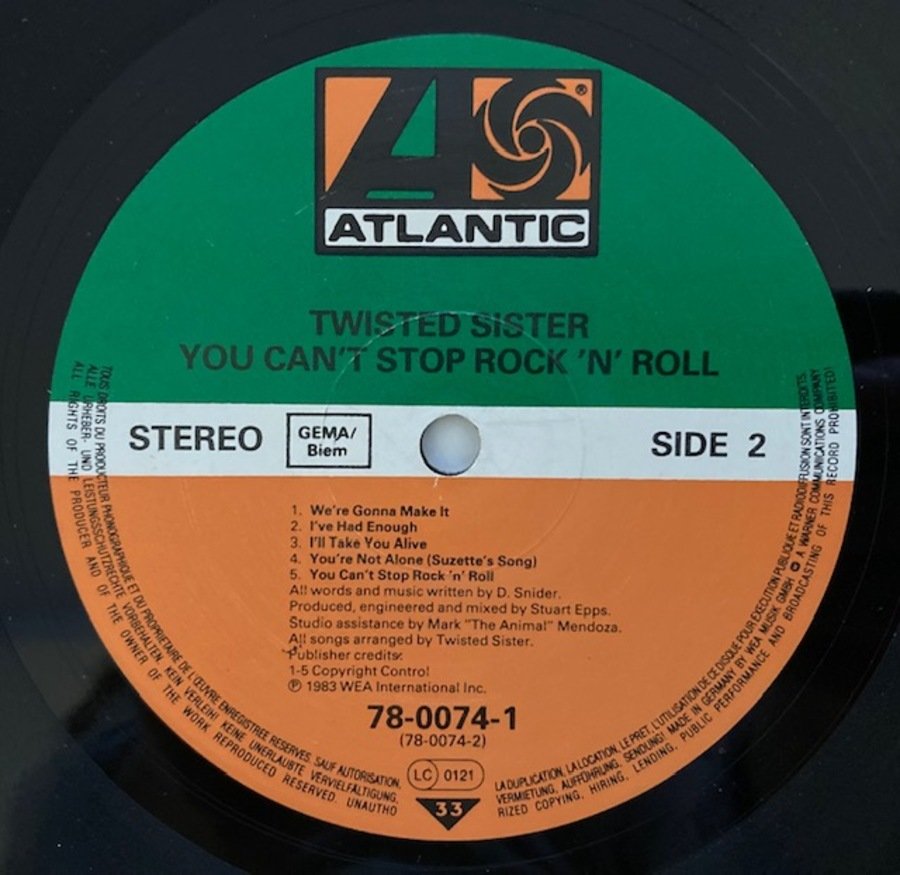 ®
ATLANTIC
TWISTED SISTER
YOU CAN'T STOP ROCK 'N' ROLL
STEREO
GEMA/
Biem
SIDE 2
1. We're Gonna Make It
2. I've Had Enough
3. I'll Take You Alive
4. You're Not Alone (Suzette's Song)
5. You Can't Stop Rock 'n' Roll
All words and music written by D. Snider.
Produced, engineered and mixed by Stuart Epps.
Studio assistance by Mark "The Animal" Mendoza.
All songs arranged by Twisted Sister.
Publisher credits:
1-5 Copyright Control
℗ 1983 WEA International Inc.
78-0074-1
(78-0074-2)
LC 0121
33
TOUS DROITS DU PRODUCTEUR PHONOGRAPHIQUE ET DU PROPRIETAIRE DE L'ŒUVRE ENREGISTREE RESERVES. SAUF AUTORISATION,
LA DUPLICATION, LA LOCATION, LE PRET, L'UTILISATION DE CE DISQUE POUR EXECUTION PUBLIQUE ET RADIODIFFUSION SONT INTERDITS.
ALLE URHEBER- UND LEISTUNGSSCHUTZRECHTE VORBEHALTEN. KEIN VERLEIH! KEINE UNERLAUBTE VERVIELFÄLTIGUNG,
VERMIETUNG, AUFFÜHRUNG, SENDUNG! MADE IN GERMANY BY WEA MUSIK GMBH A WARNER COMMUNICATIONS COMPANY
ALL RIGHTS OF THE PRODUCER AND OF THE OWNER OF THE WORK REPRODUCED RESERVED. UNAUTHO
RIZED COPYING, HIRING, LENDING, PUBLIC PERFORMANCE AND BROADCASTING OF THIS RECORD PROHIBITED!